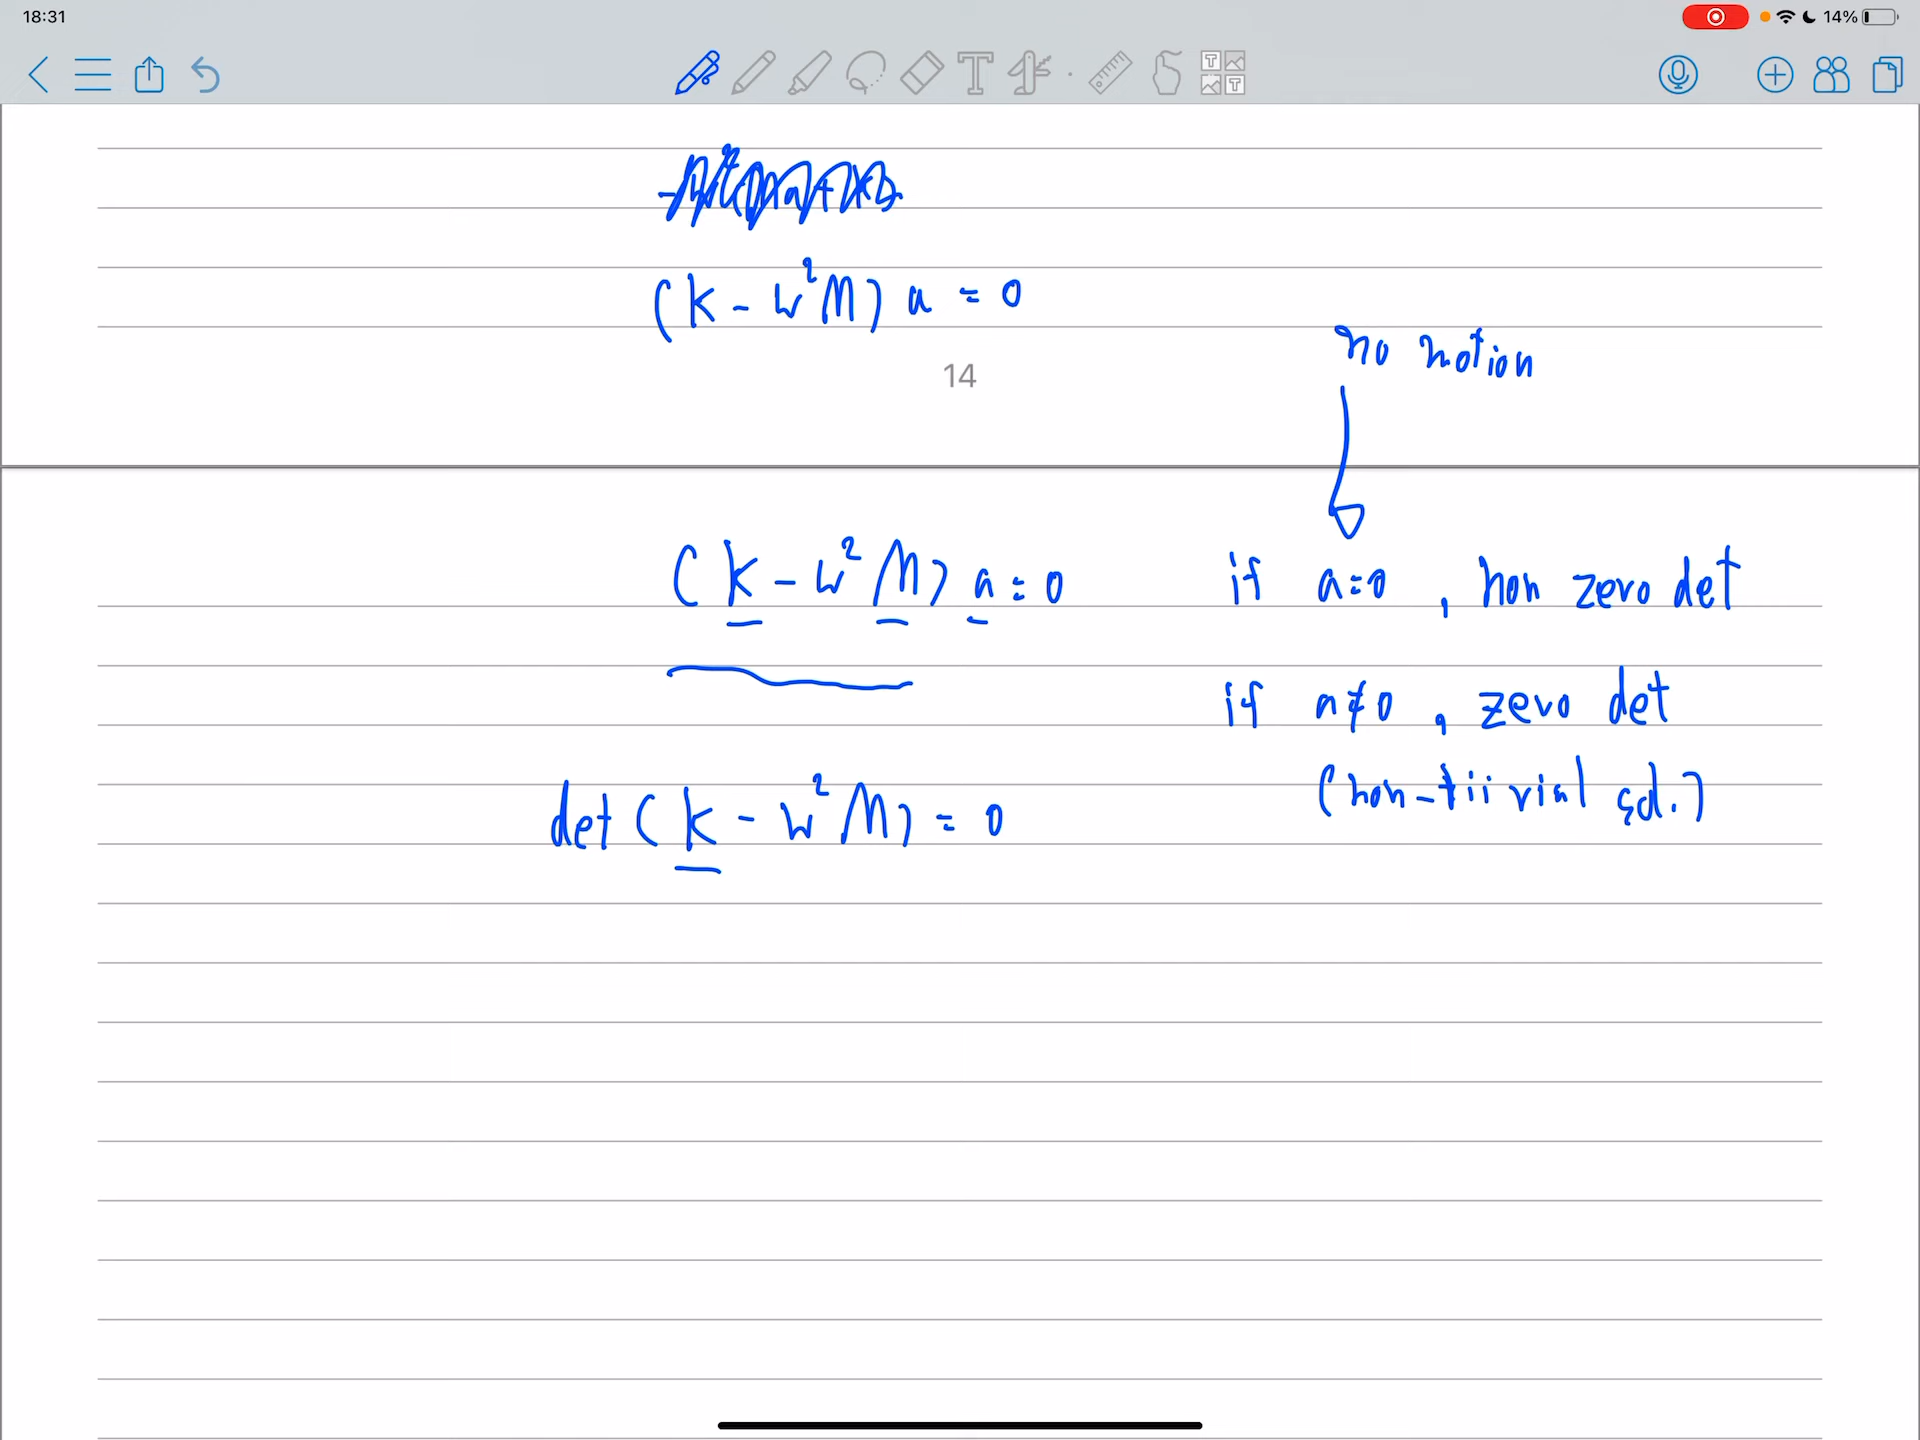 18:31
14%
(K - w²M) a = 0
no motion
14
(K - w²M) a = 0 if a=0, non zero det
if a≠0, zero det
(non-tiivial sol.)
det (K - w²M) = 0